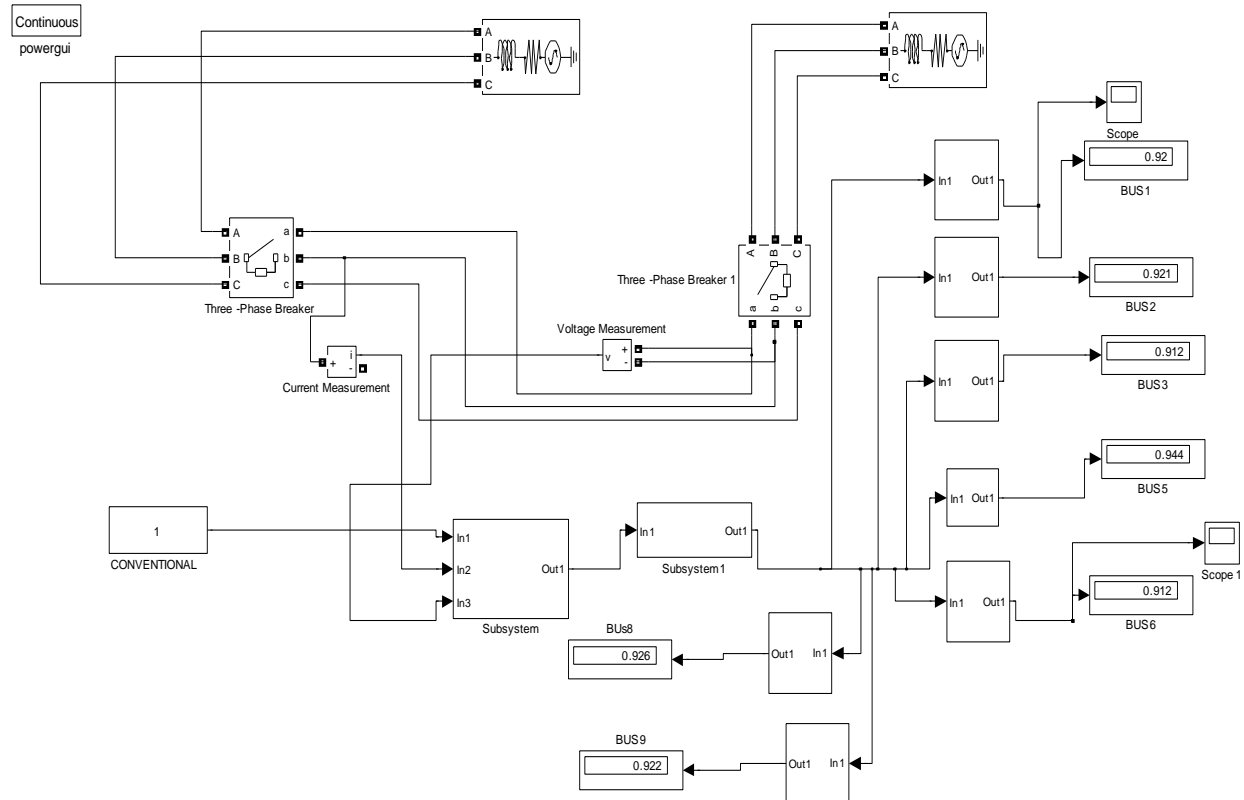 Continuous
powergui
A
B
C
A
B
C
Scope
0.92
BUS1
In1 Out1
In1 Out1
0.921
BUS2
A a
B b
C c
Three -Phase Breaker
A B C
Three -Phase Breaker 1
a b c
Voltage Measurement
v + -
i
+ -
Current Measurement
In1 Out1
0.912
BUS3
In1 Out1
0.944
BUS5
1
CONVENTIONAL
In1
In2 Out1
In3
Subsystem
In1 Out1
Subsystem1
Scope 1
In1 Out1
0.912
BUS6
BUs8
0.926
Out1 In1
BUS9
0.922
Out1 In1